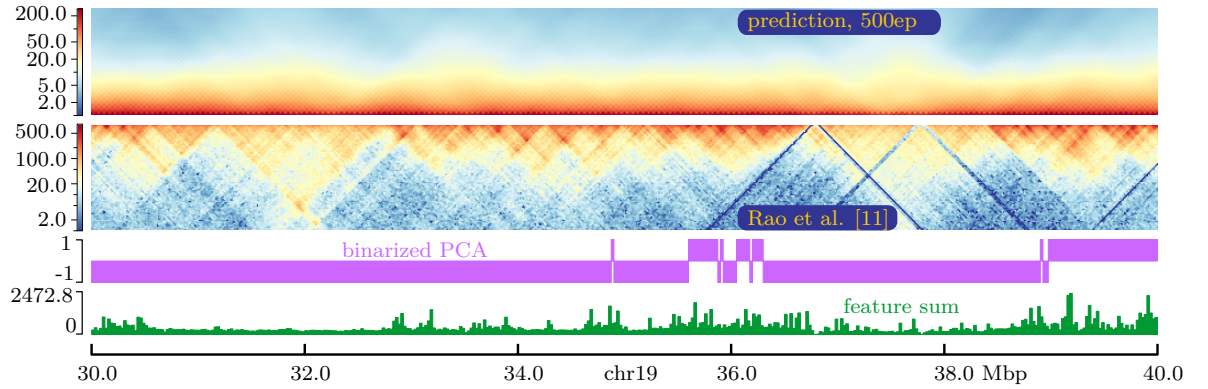 200.0
50.0
20.0
5.0
2.0
prediction, 500ep
500.0
100.0
20.0
2.0
Rao et al. [11]
1
-1
binarized PCA
2472.8
0
feature sum
30.0 32.0 34.0 chr19 36.0 38.0 Mbp 40.0